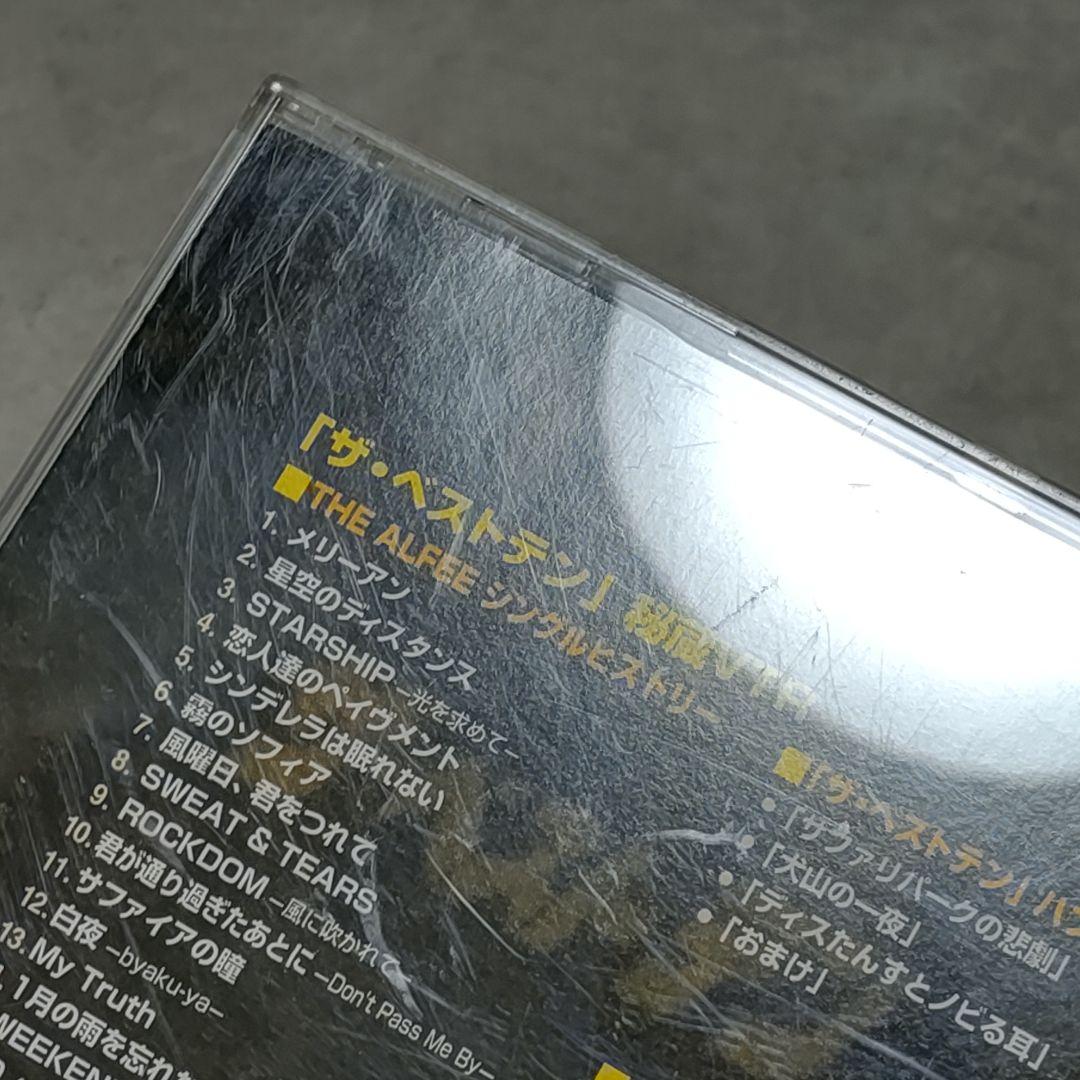 「ザ・ベストテン」秘蔵VTR
■THE ALFEE シングルヒストリー
1. メリーアン
2. 星空のディスタンス
3. STARSHIP −光を求めて−
4. 恋人達のペイヴメント
5. シンデレラは眠れない
6. 霧のソフィア
7. 風曜日、君をつれて
8. SWEAT & TEARS
9. ROCKDOM −風に吹かれて−
10. 君が通り過ぎたあとに −Don't Pass Me By−
11. サファイアの瞳
12. 白夜 −byaku-ya−
13. My Truth
1月の雨を忘れ
WEEKEN
■「ザ・ベストテン」ハ
•「サウァリパークの悲劇」
•「犬山の一夜」
•「ディスたんすとノビる耳」
•「おまけ」